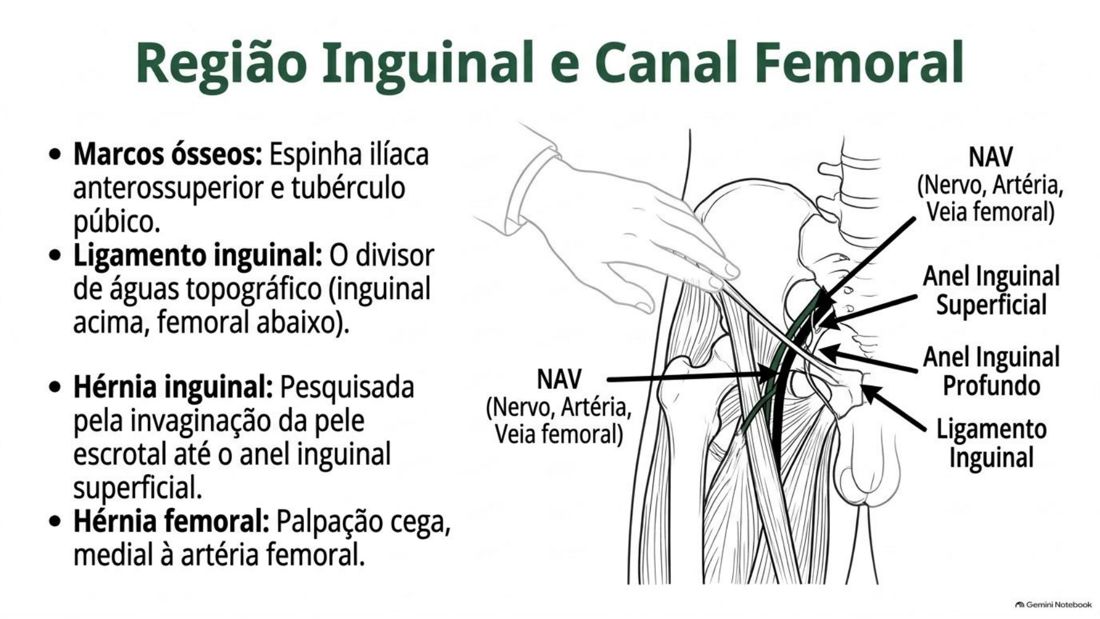 Região Inguinal e Canal Femoral
• Marcos ósseos: Espinha ilíaca
anterossuperior e tubérculo
púbico.
• Ligamento inguinal: O divisor
de águas topográfico (inguinal
acima, femoral abaixo).
• Hérnia inguinal: Pesquisada
pela invaginação da pele
escrotal até o anel inguinal
superficial.
• Hérnia femoral: Palpação cega,
medial à artéria femoral.
NAV
(Nervo, Artéria,
Veia femoral)
NAV
(Nervo, Artéria,
Veia femoral)
Anel Inguinal
Superficial
Anel Inguinal
Profundo
Ligamento
Inguinal
Gemini Notebook